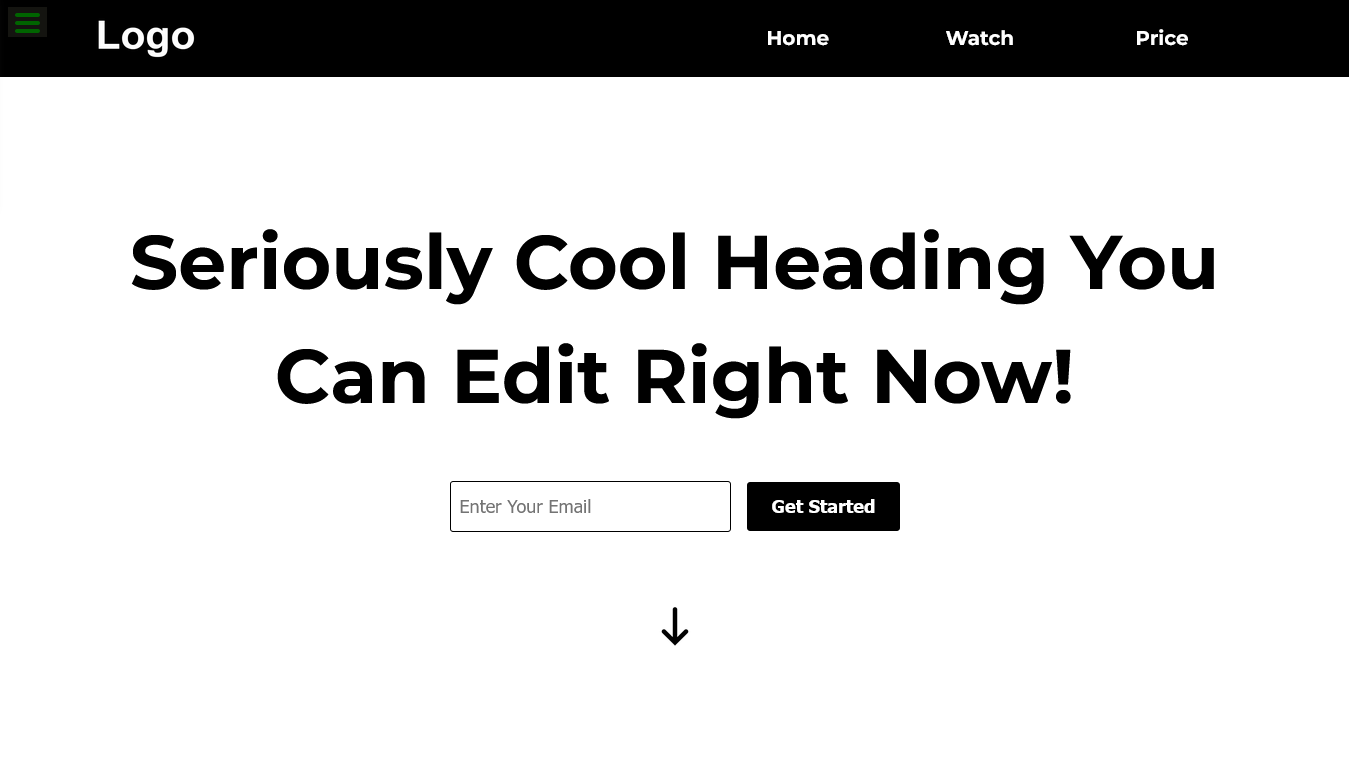 Logo
Home Watch Price
Seriously Cool Heading You
Can Edit Right Now!
Enter Your Email
Get Started